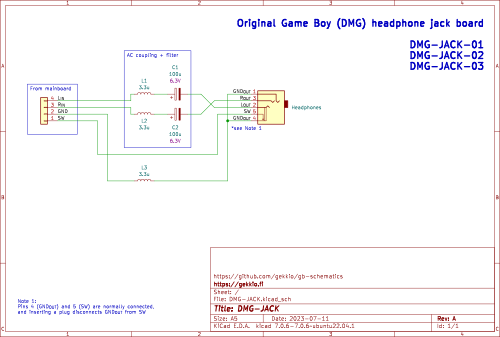 Original Game Boy (DMG) headphone jack board
DMG-JACK-01
DMG-JACK-02
DMG-JACK-03
AC coupling + filter
From mainboard
L1
3.3u
C1
100u
6.3V
L2
3.3u
C2
100u
6.3V
L3
3.3u
4 Lin
3 Rin
2 GND
1 SW
GNDout 1
Rout 3
Lout 2
SW 5
GNDout 4
Headphones
*see Note 1
Note 1:
Pins 4 (GNDout) and 5 (SW) are normally connected,
and inserting a plug disconnects GNDout from SW
https://github.com/gekkio/gb-schematics
https://gekkio.fi
Sheet: /
File: DMG-JACK.kicad_sch
Title: DMG-JACK
Size: A5
Date: 2023-07-11
Rev: A
KiCad E.D.A. kicad 7.0.6-7.0.6~ubuntu22.04.1
Id: 1/1